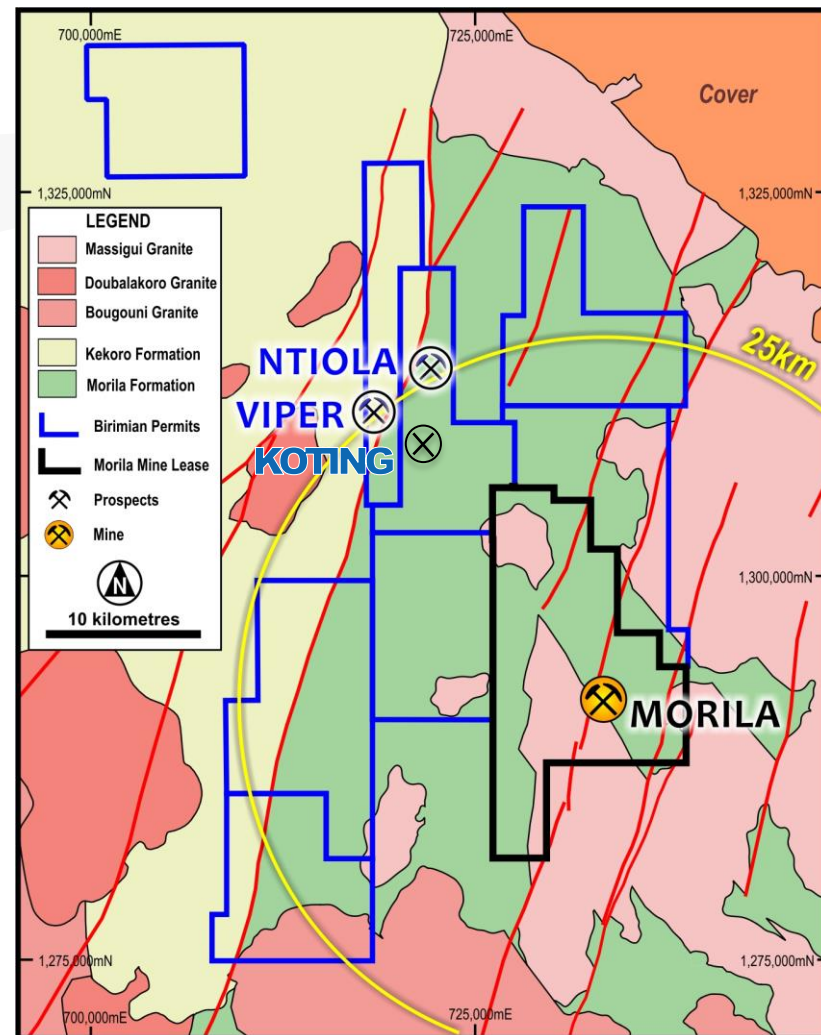 700,000mE
725,000mE
Cover
1,325,000mN
1,325,000mN
LEGEND
Massigui Granite
Doubalakoro Granite
Bougouni Granite
Kekoro Formation
Morila Formation
Birimian Permits
Morila Mine Lease
Prospects
Mine
N
10 kilometres
25km
NTIOLA
VIPER
KOTING
1,300,000mN
MORILA
1,275,000mN
1,275,000mN
700,000mE
725,000mE